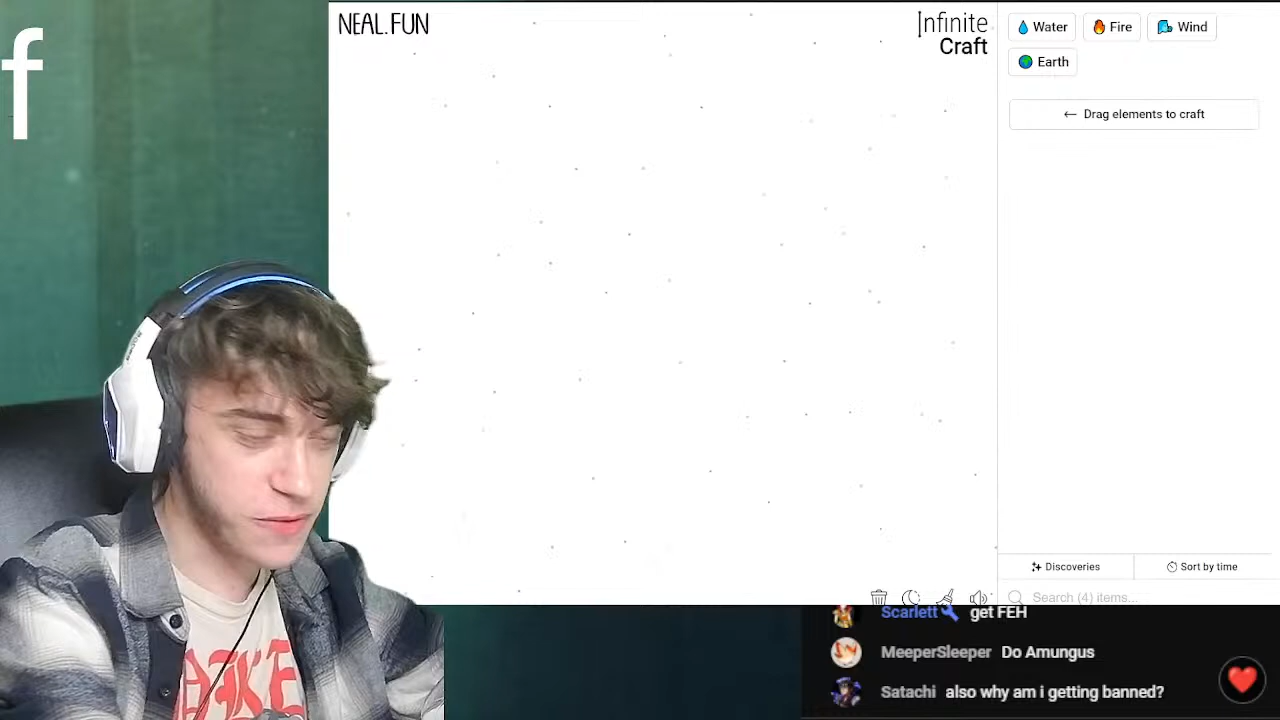 f
NEAL.FUN
Infinite
Craft
Water Fire Wind
Earth
← Drag elements to craft
Discoveries Sort by time
Search (4) items...
Scarlett get FEH
MeeperSleeper Do Amungus
Satachi also why am i getting banned?